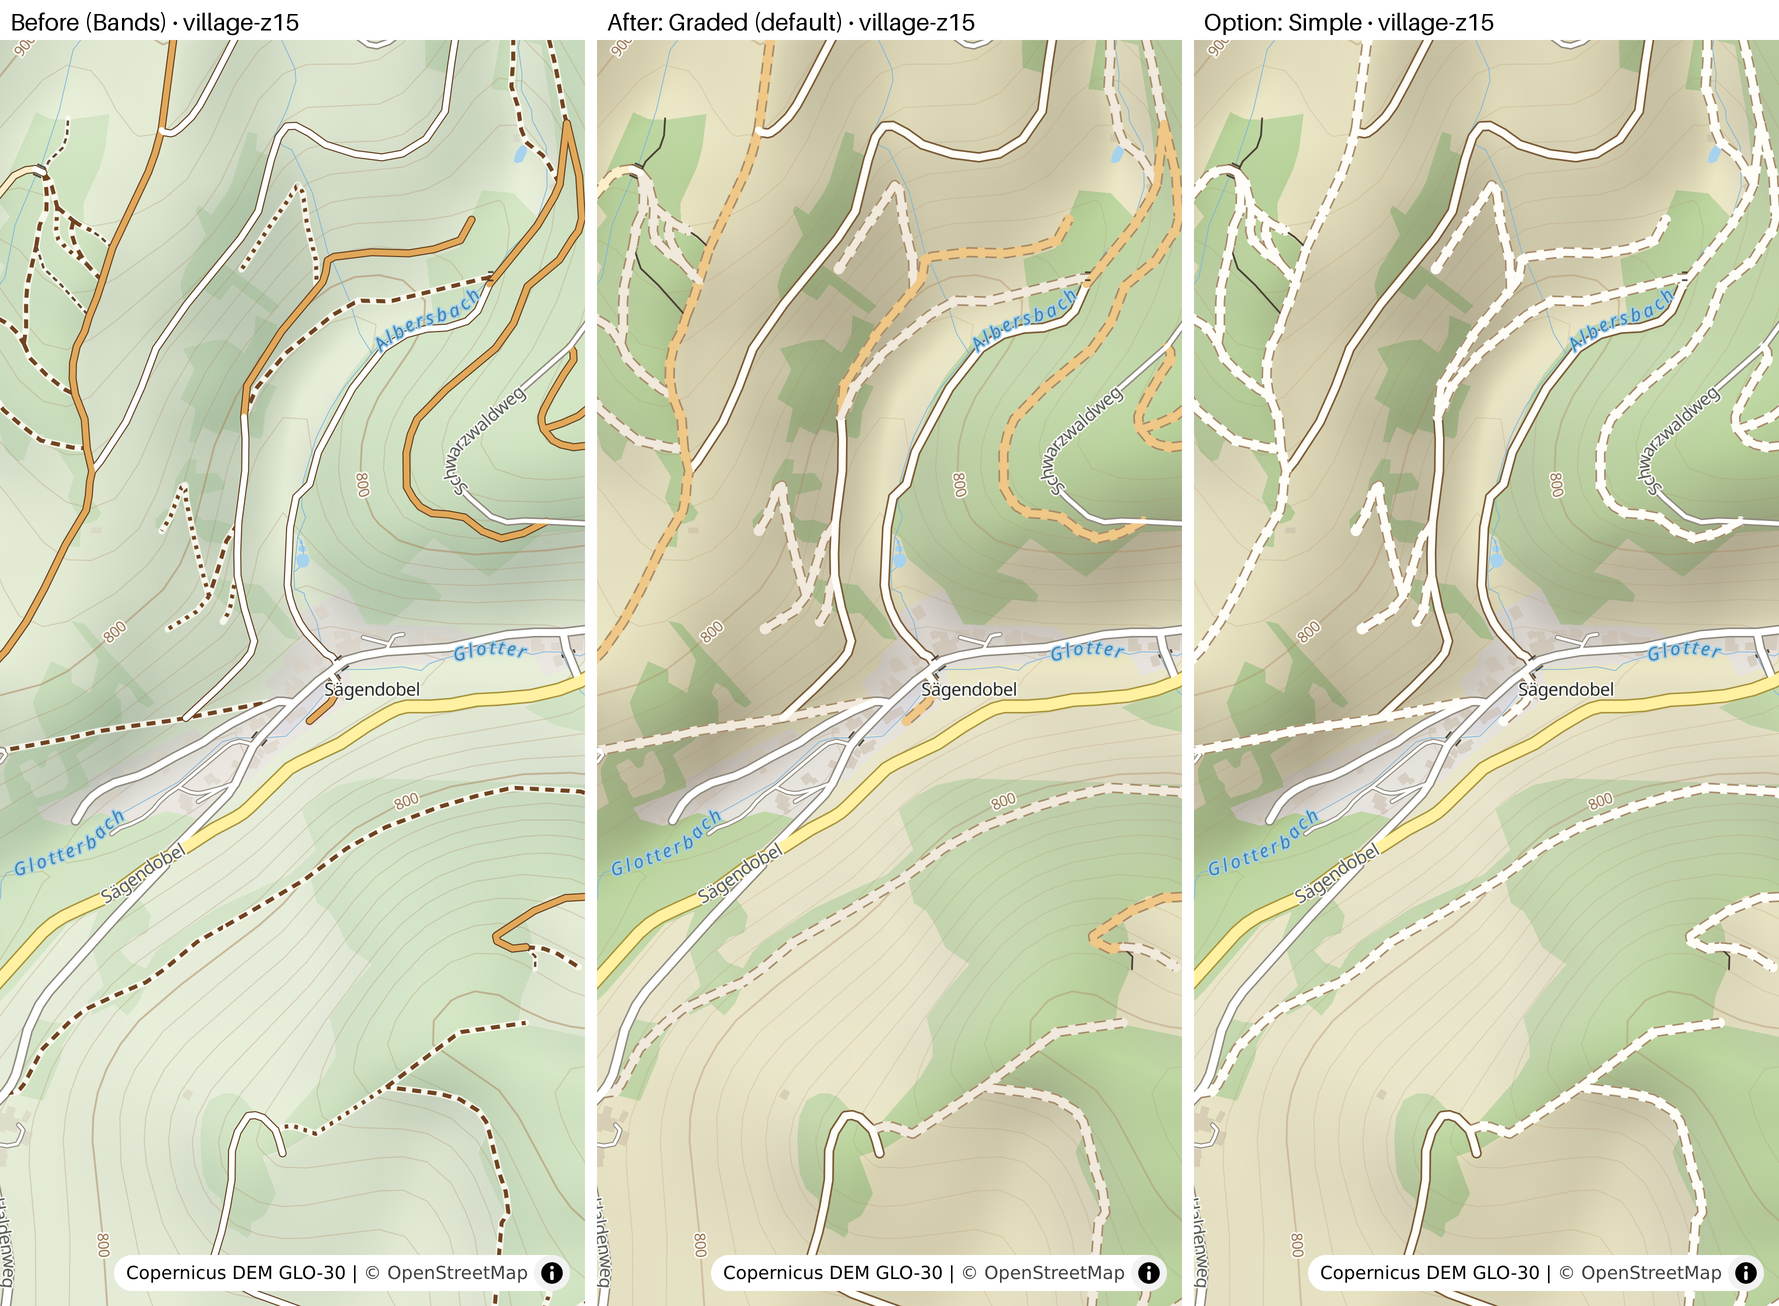 Before (Bands) · village-z15
900
Albersbach
Schwarzwaldweg
800
800
Glotter
Sägendobel
800
Glotterbach
Sägendobel
800
Haldenweg
Copernicus DEM GLO-30 | © OpenStreetMap
After: Graded (default) · village-z15
900
Albersbach
Schwarzwaldweg
800
800
Glotter
Sägendobel
800
Glotterbach
Sägendobel
800
Haldenweg
Copernicus DEM GLO-30 | © OpenStreetMap
Option: Simple · village-z15
900
Albersbach
Schwarzwaldweg
800
800
Glotter
Sägendobel
800
Glotterbach
Sägendobel
800
Haldenweg
Copernicus DEM GLO-30 | © OpenStreetMap